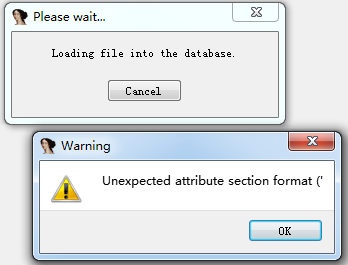 Please wait...
Loading file into the database.
Cancel
Warning
Unexpected attribute section format ('
OK